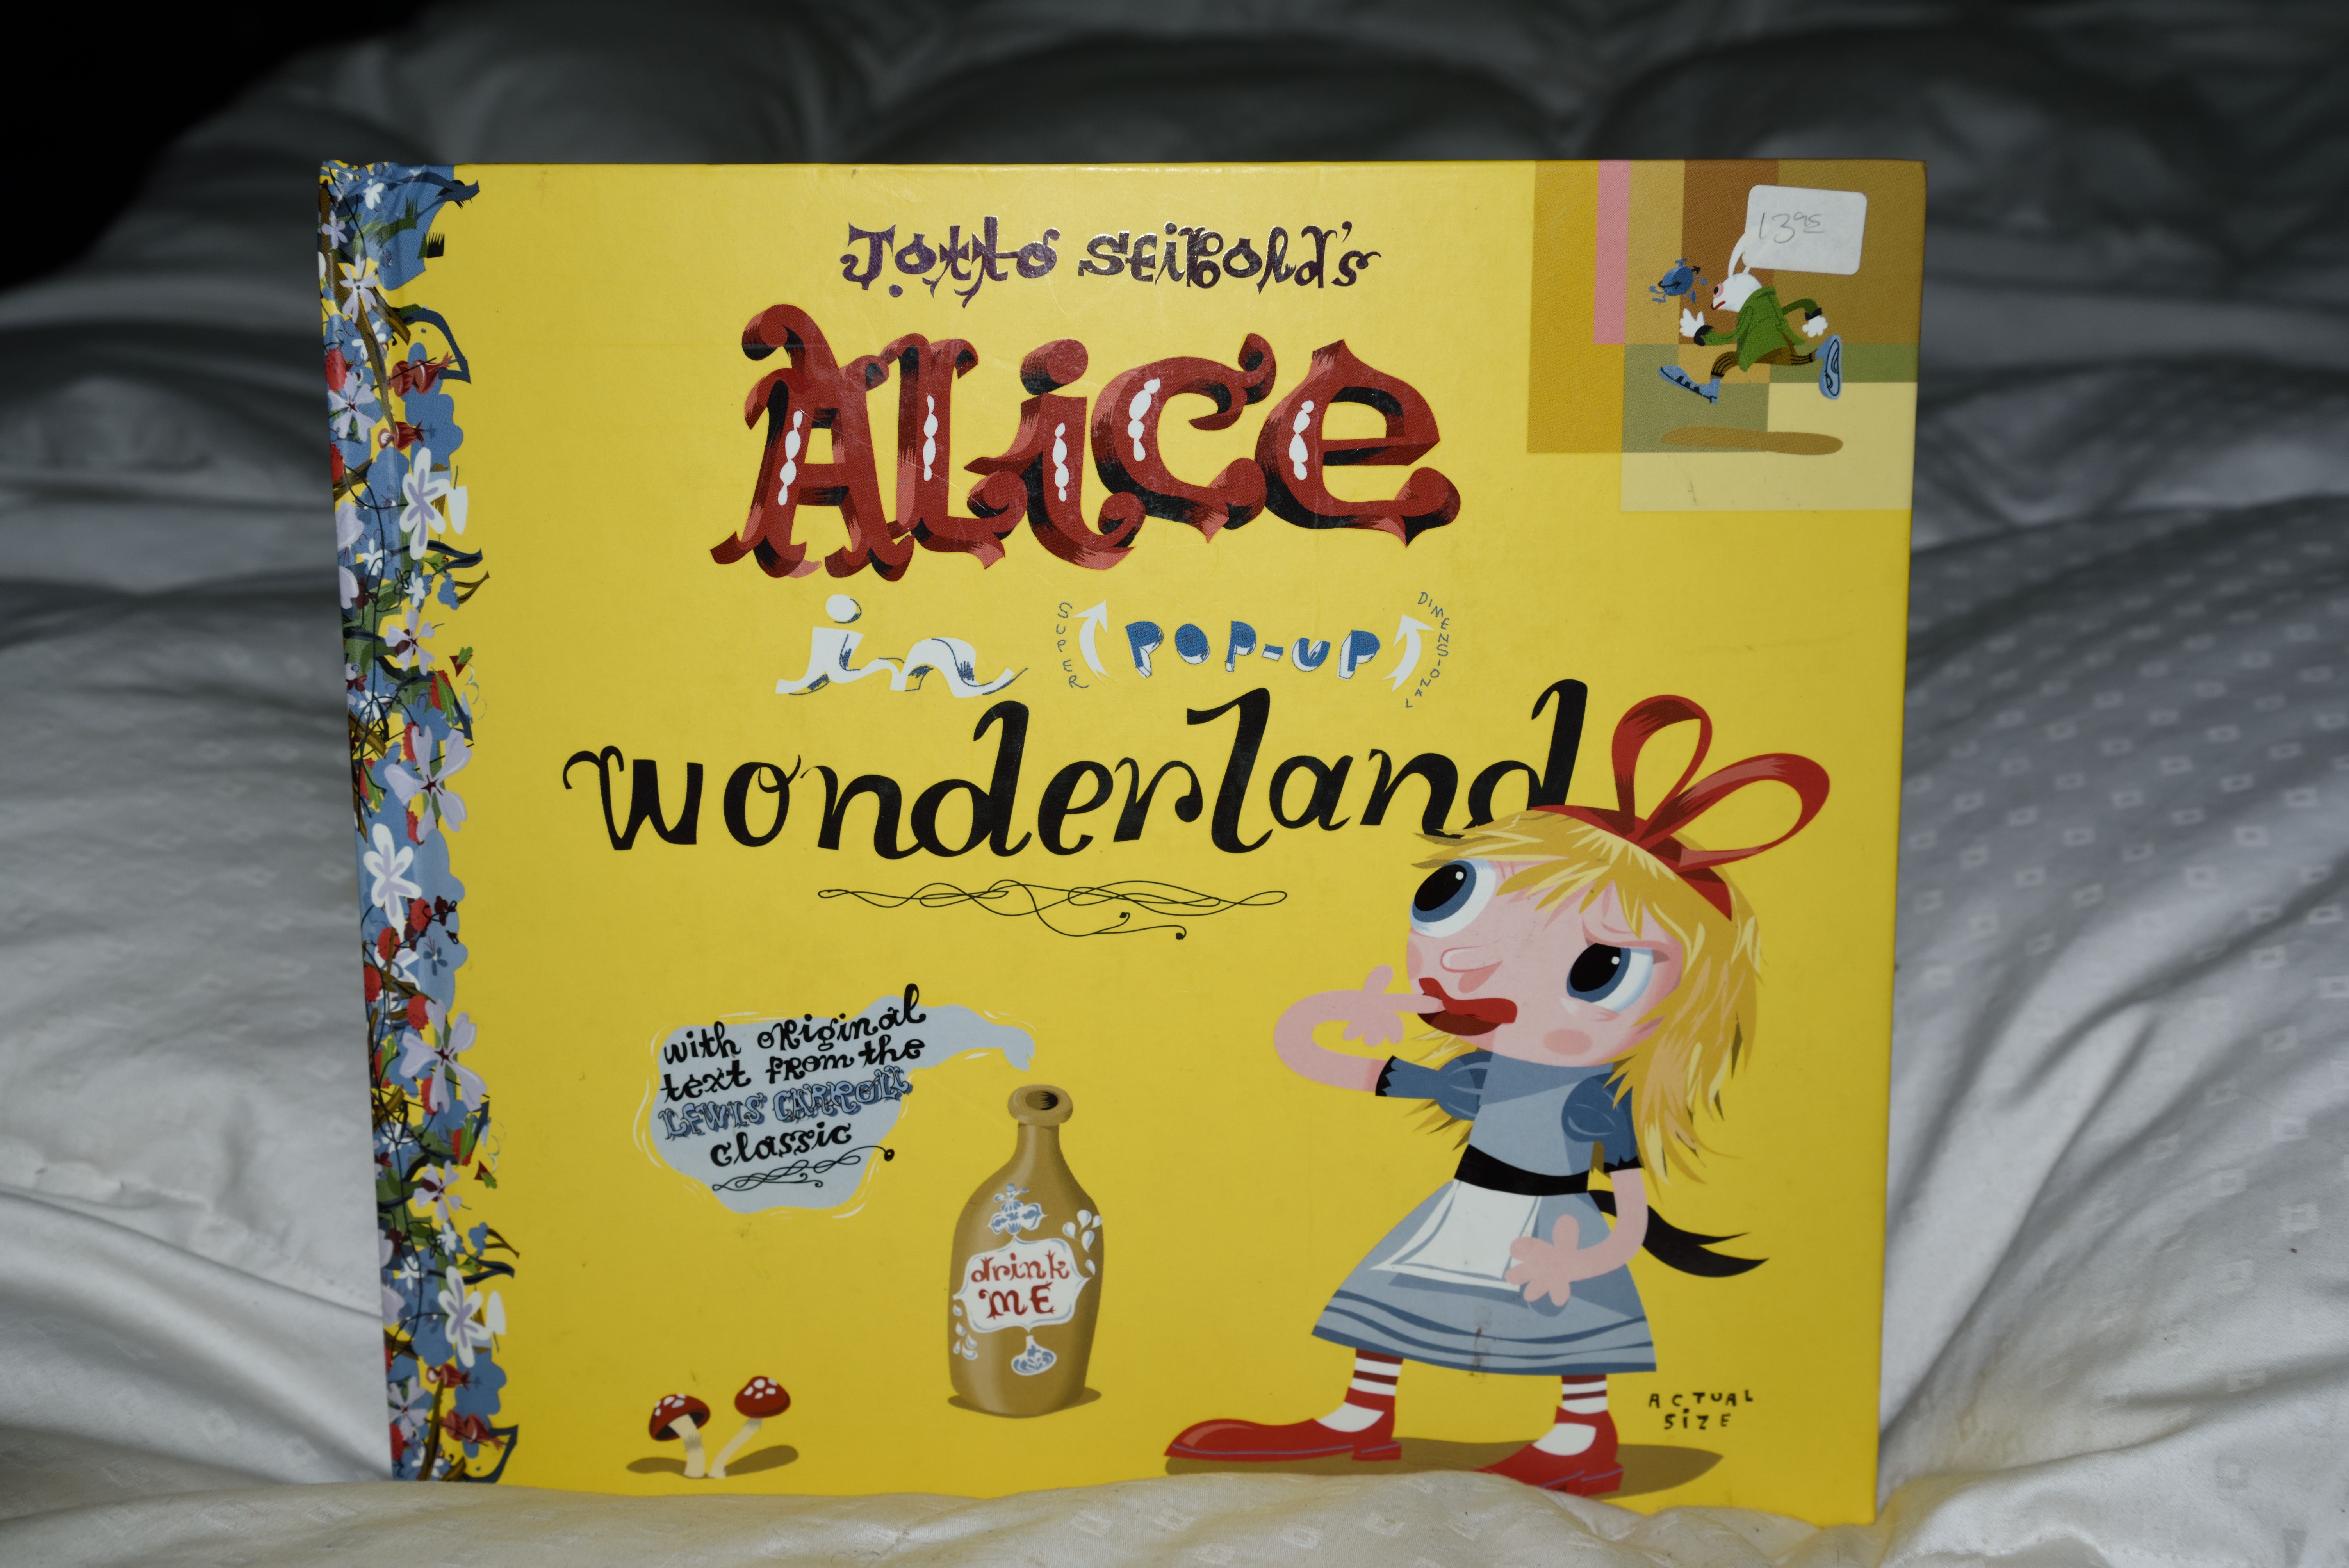 Jotto Seibold's
13.95
Alice
in
SUPER
POP-UP
DIMENSIONAL
wonderland
with original
text from the
LEWIS CARROLL
classic
drink
ME
ACTUAL
SIZE